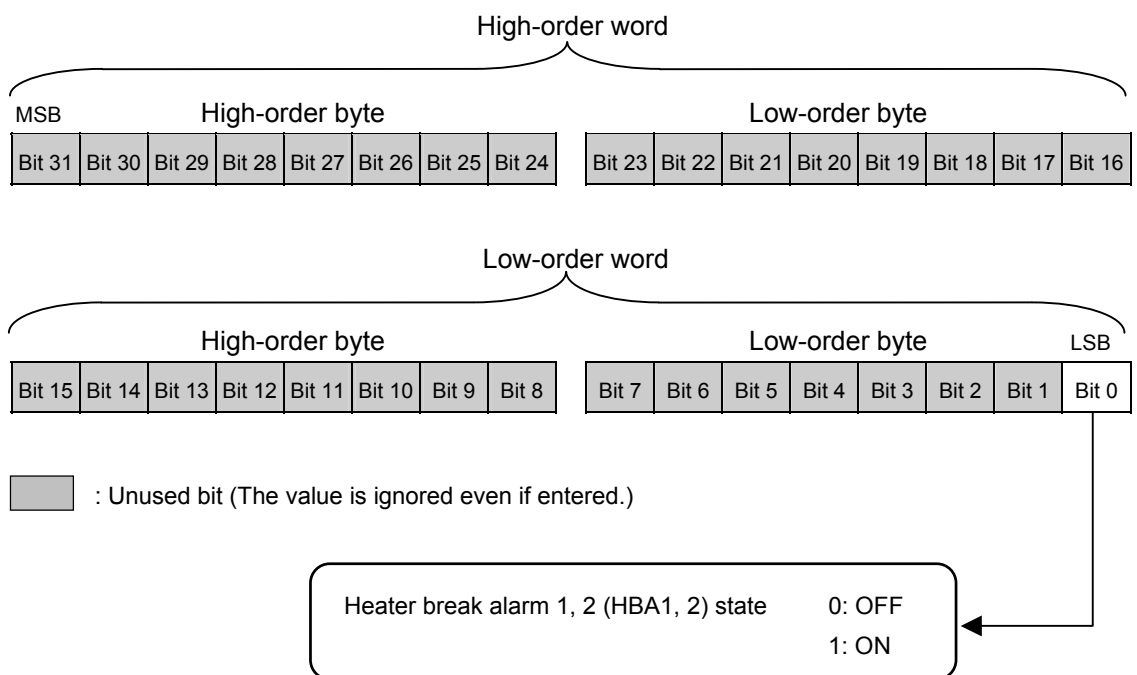 High-order word
MSB High-order byte Low-order byte
Bit 31 Bit 30 Bit 29 Bit 28 Bit 27 Bit 26 Bit 25 Bit 24 Bit 23 Bit 22 Bit 21 Bit 20 Bit 19 Bit 18 Bit 17 Bit 16
Low-order word
High-order byte Low-order byte LSB
Bit 15 Bit 14 Bit 13 Bit 12 Bit 11 Bit 10 Bit 9 Bit 8 Bit 7 Bit 6 Bit 5 Bit 4 Bit 3 Bit 2 Bit 1 Bit 0
: Unused bit (The value is ignored even if entered.)
Heater break alarm 1, 2 (HBA1, 2) state 0: OFF
1: ON